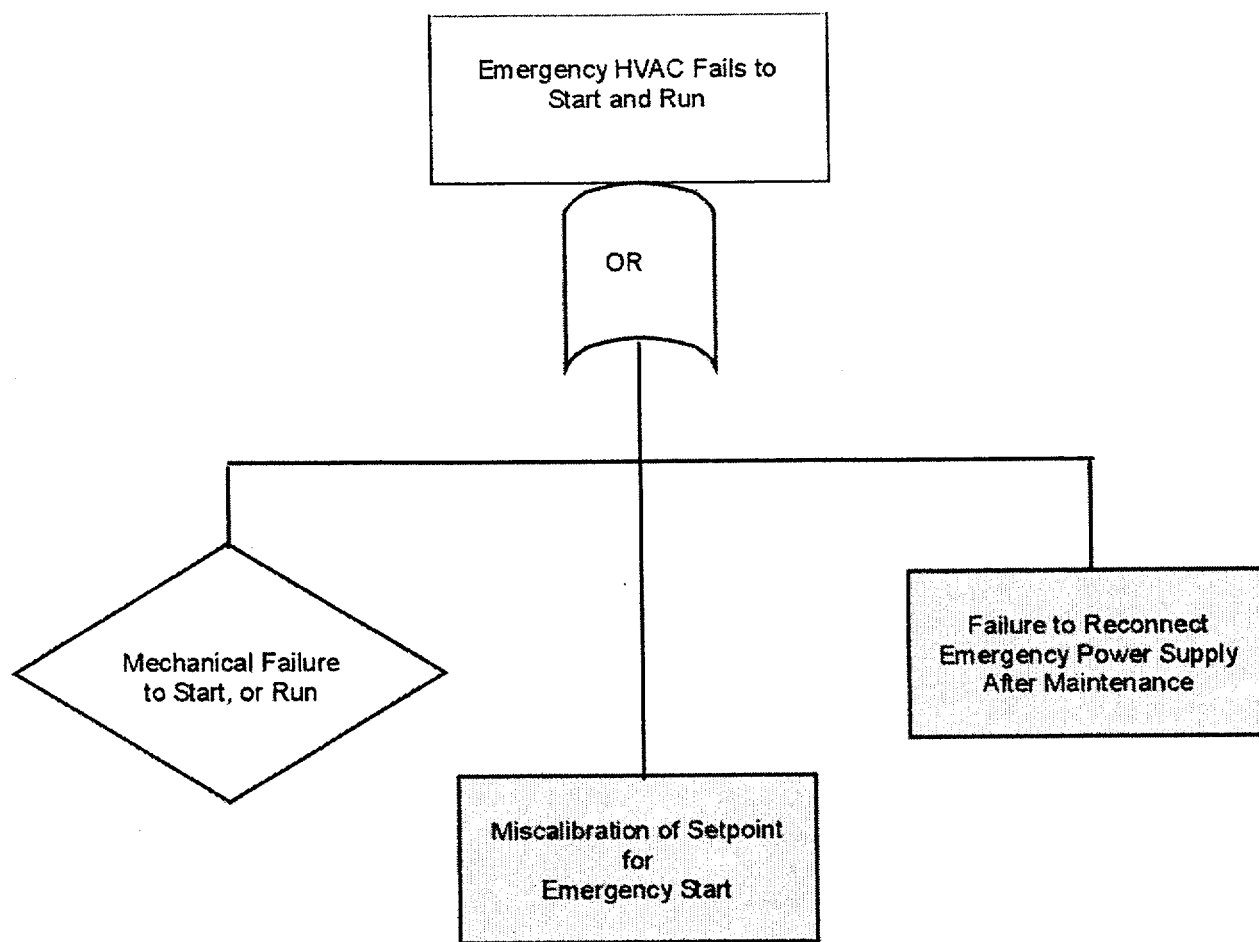 Emergency HVAC Fails to
Start and Run
OR
Mechanical Failure
to Start, or Run
Failure to Reconnect
Emergency Power Supply
After Maintenance
Miscalibration of Setpoint
for
Emergency Start